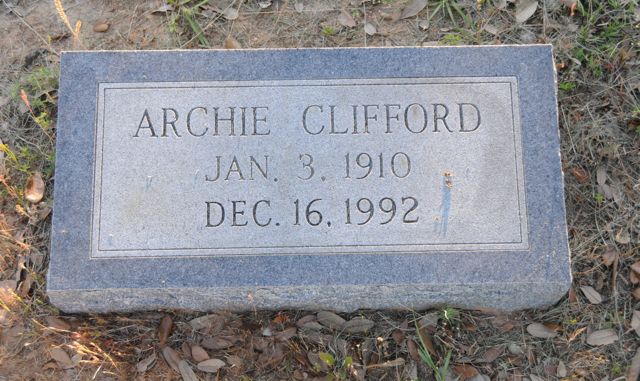 ARCHIE CLIFFORD
JAN. 3, 1910
DEC. 16, 1992